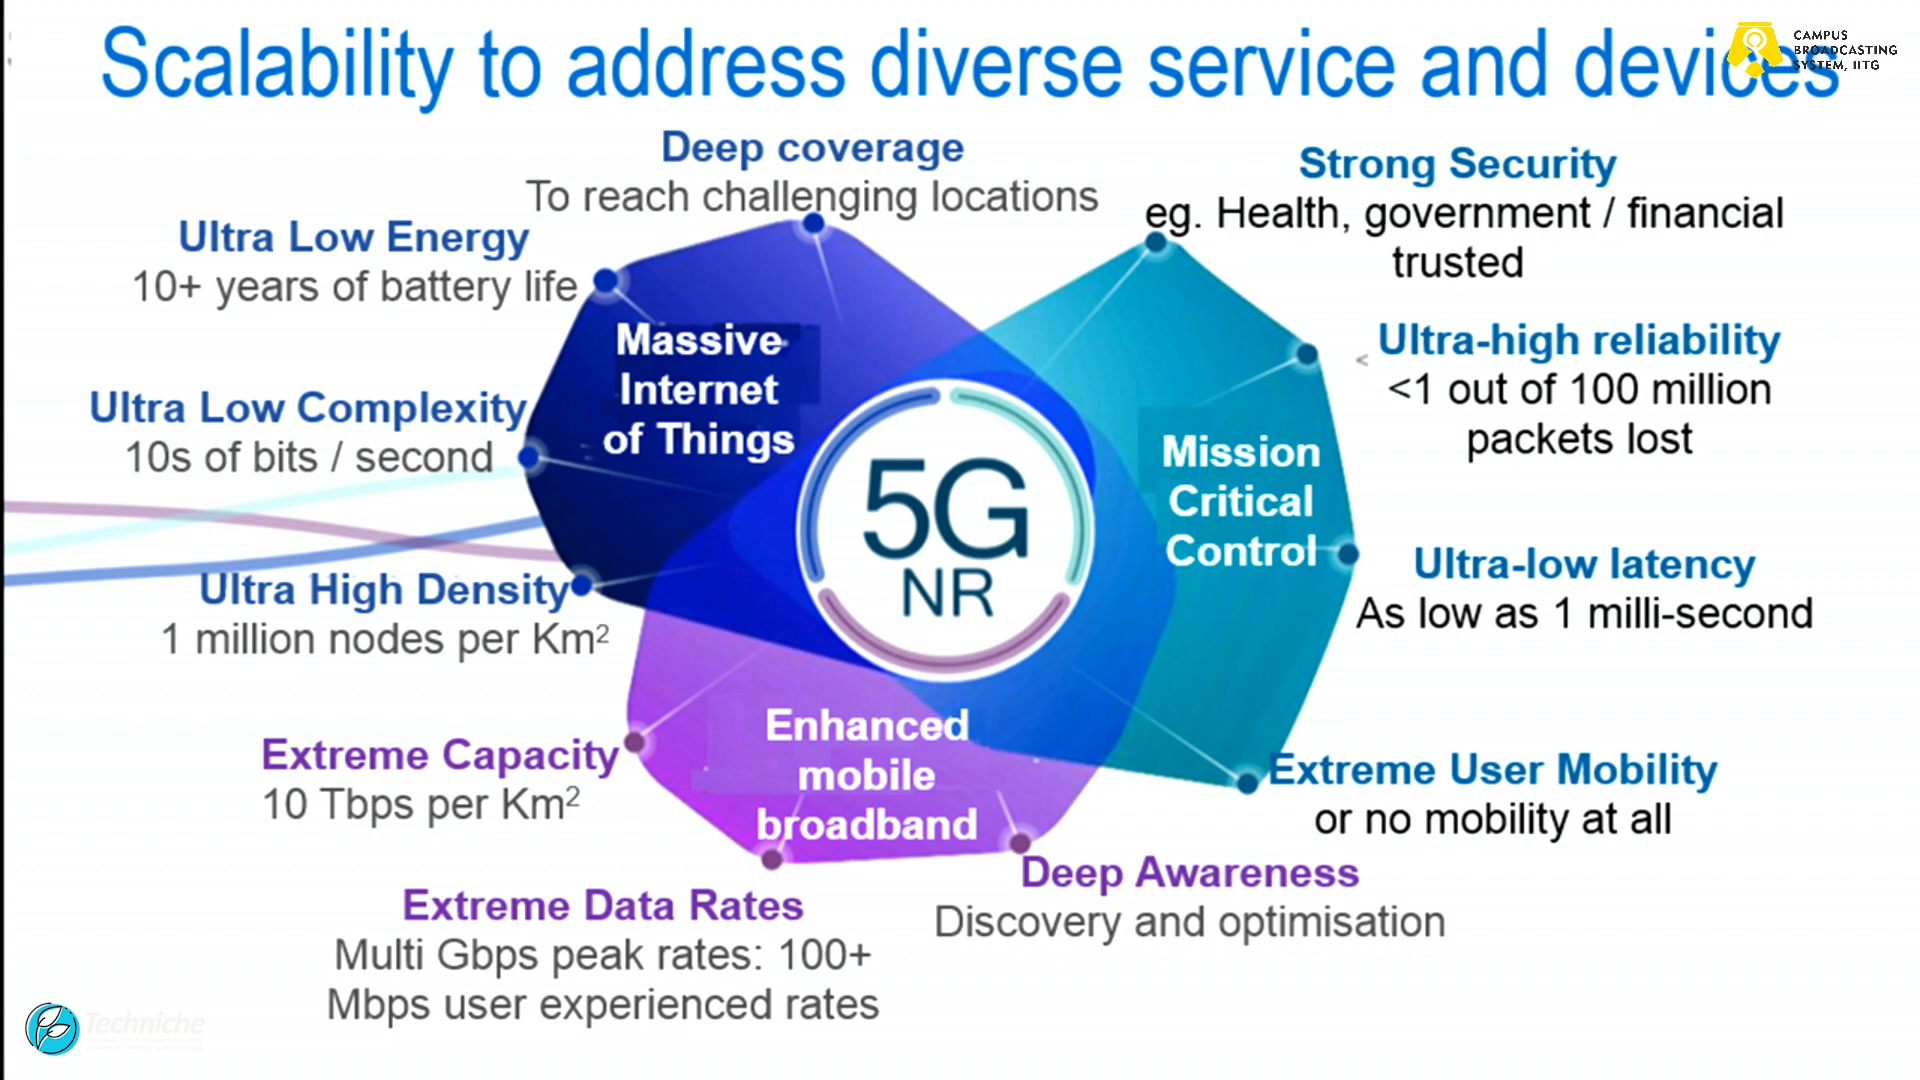 Scalability to address diverse service and devices
CAMPUS
BROADCASTING
SYSTEM, IITG
Deep coverage
To reach challenging locations
Strong Security
eg. Health, government / financial
trusted
Ultra Low Energy
10+ years of battery life
Massive
Internet
of Things
Ultra-high reliability
<
<1 out of 100 million
packets lost
Ultra Low Complexity
10s of bits / second
Mission
Critical
Control
5G
NR
Ultra-low latency
As low as 1 milli-second
Ultra High Density
1 million nodes per Km²
Enhanced
mobile
broadband
Extreme Capacity
10 Tbps per Km²
Extreme User Mobility
or no mobility at all
Deep Awareness
Discovery and optimisation
Extreme Data Rates
Multi Gbps peak rates: 100+
Mbps user experienced rates
Techniche